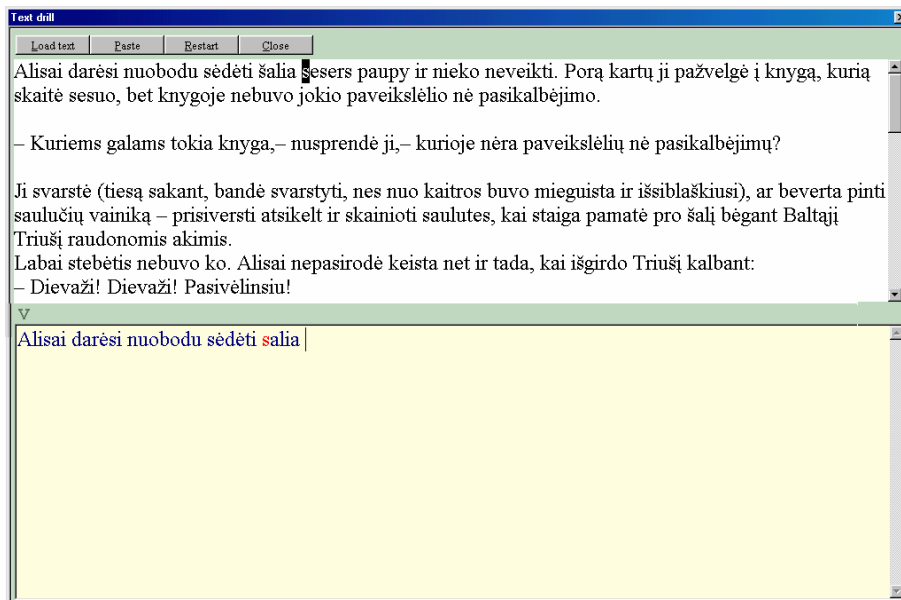 Text drill
Load text Paste Restart Close
Alisai darėsi nuobodu sėdėti šalia sesers paupy ir nieko neveikti. Porą kartų ji pažvelgė į knygą, kurią
skaitė sesuo, bet knygoje nebuvo jokio paveikslėlio nė pasikalbėjimo.
– Kuriems galams tokia knyga,– nusprendė ji,– kurioje nėra paveikslėlių nė pasikalbėjimų?
Ji svarstė (tiesą sakant, bandė svarstyti, nes nuo kaitros buvo mieguista ir išsiblaškiusi), ar beverta pinti
saulučių vainiką – prisiversti atsikelt ir skainioti saulutes, kai staiga pamatė pro šalį bėgant Baltąjį
Triušį raudonomis akimis.
Labai stebėtis nebuvo ko. Alisai nepasirodė keista net ir tada, kai išgirdo Triušį kalbant:
– Dievaži! Dievaži! Pasivėlinsiu!
V
Alisai darėsi nuobodu sėdėti salia